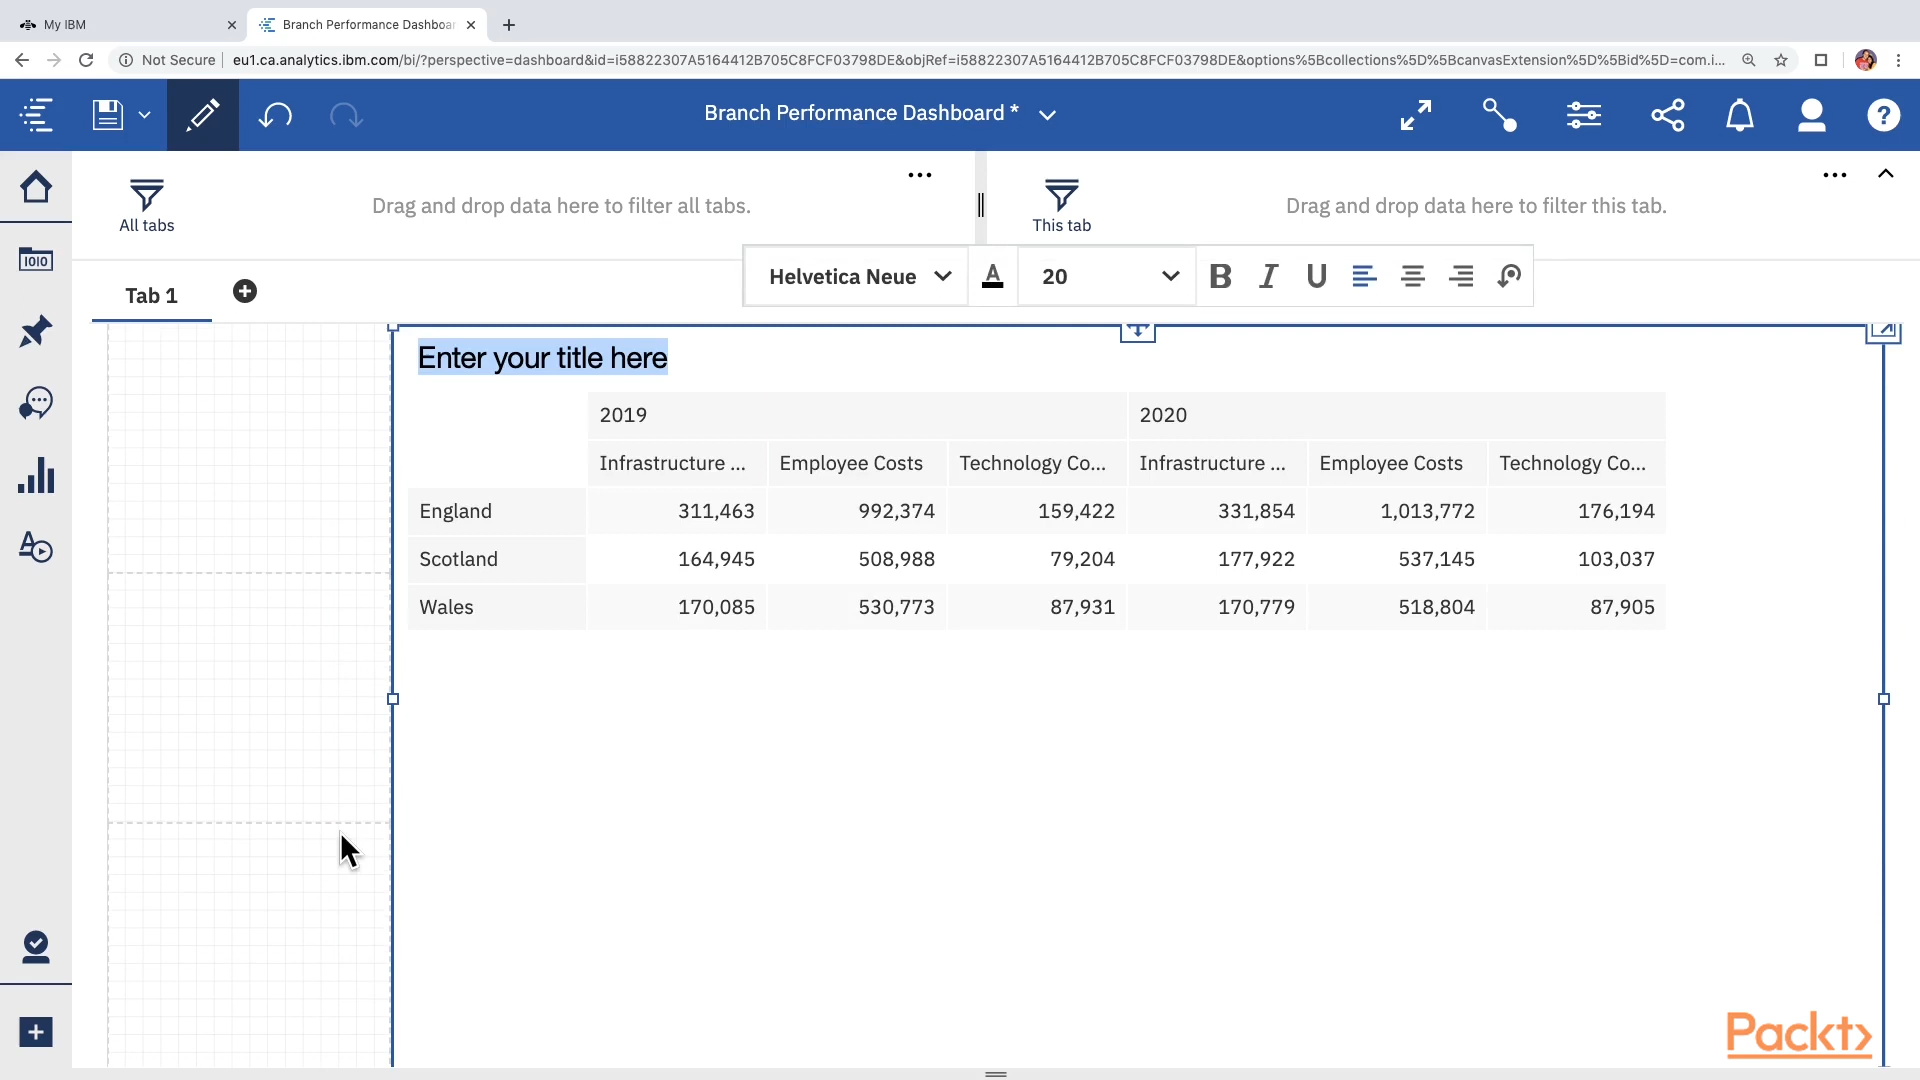 My IBM
Branch Performance Dashboar
Not Secure
eu1.ca.analytics.ibm.com/bi/?perspective=dashboard&id=i58822307A5164412B705C8FCF03798DE&objRef=i58822307A5164412B705C8FCF03798DE&options%5Bcollections%5D%5BcanvasExtension%5D%5Bid%5D=com.i...
Branch Performance Dashboard *
All tabs
Drag and drop data here to filter all tabs.
This tab
Drag and drop data here to filter this tab.
Tab 1
Helvetica Neue A 20 B I U
Enter your title here
2019 2020
Infrastructure ... Employee Costs Technology Co... Infrastructure ... Employee Costs Technology Co...
England 311,463 992,374 159,422 331,854 1,013,772 176,194
Scotland 164,945 508,988 79,204 177,922 537,145 103,037
Wales 170,085 530,773 87,931 170,779 518,804 87,905
Packt>